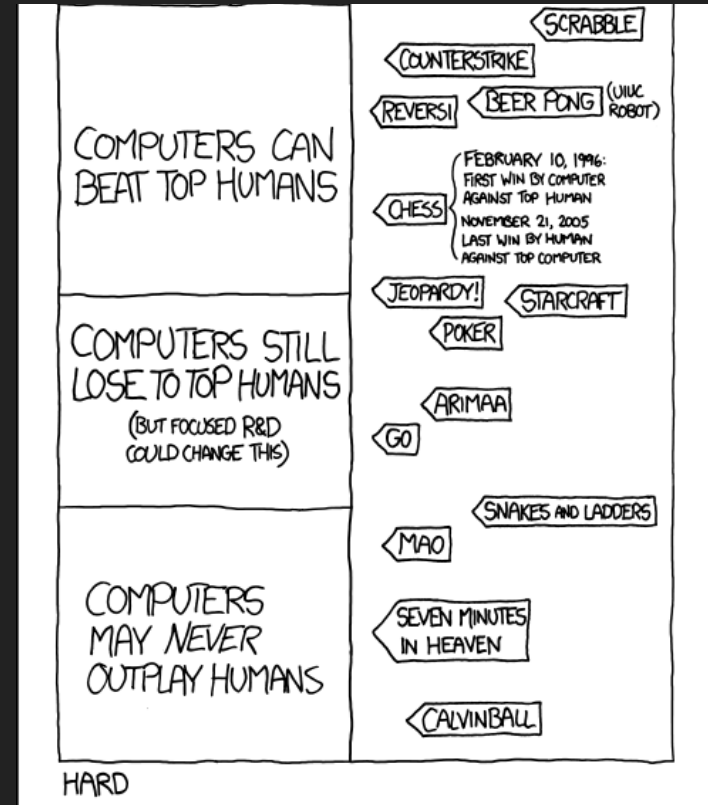 SCRABBLE
COUNTERSTRIKE
REVERSI
BEER PONG
(UIUC
ROBOT)
COMPUTERS CAN
BEAT TOP HUMANS
CHESS
FEBRUARY 10, 1996:
FIRST WIN BY COMPUTER
AGAINST TOP HUMAN
NOVEMBER 21, 2005
LAST WIN BY HUMAN
AGAINST TOP COMPUTER
JEOPARDY!
STARCRAFT
POKER
COMPUTERS STILL
LOSE TO TOP HUMANS
(BUT FOCUSED R&D
COULD CHANGE THIS)
ARIMAA
GO
SNAKES AND LADDERS
MAO
COMPUTERS
MAY NEVER
OUTPLAY HUMANS
SEVEN MINUTES
IN HEAVEN
CALVINBALL
HARD